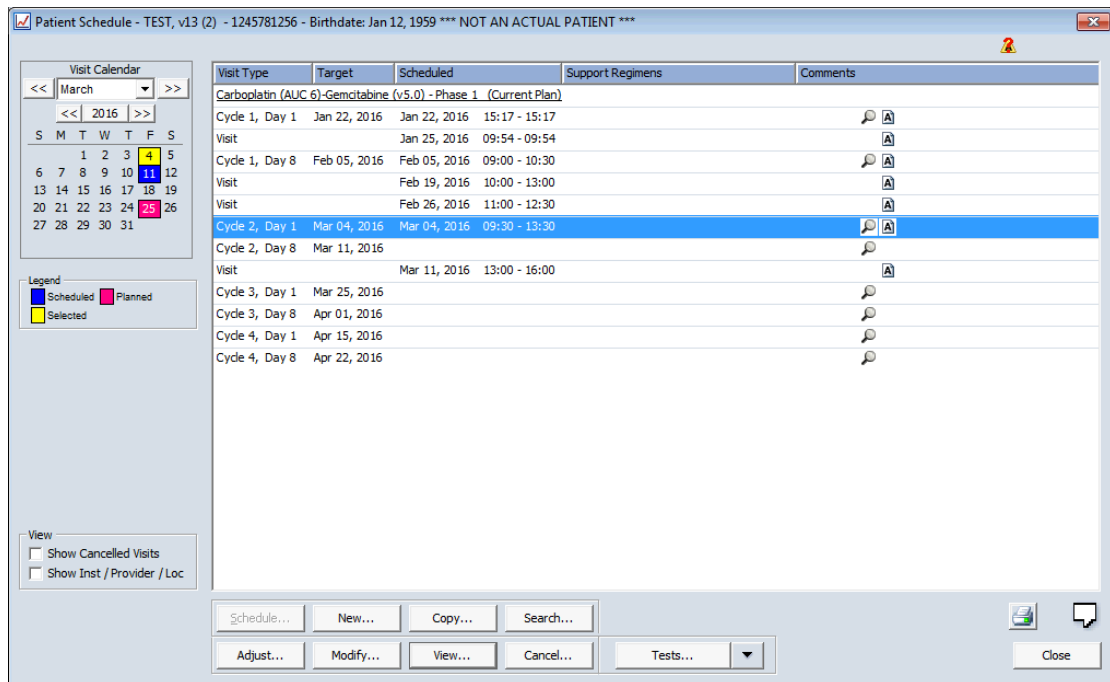 Patient Schedule - TEST, v13 (2) - 1245781256 - Birthdate: Jan 12, 1959 *** NOT AN ACTUAL PATIENT ***
Visit Calendar
<< March >>
<< 2016 >>
S M T W T F S
1 2 3 4 5
6 7 8 9 10 11 12
13 14 15 16 17 18 19
20 21 22 23 24 25 26
27 28 29 30 31
Legend
Scheduled Planned
Selected
View
Show Cancelled Visits
Show Inst / Provider / Loc
Visit Type Target Scheduled Support Regimens Comments
Carboplatin (AUC 6)-Gemcitabine (v5.0) - Phase 1 (Current Plan)
Cycle 1, Day 1 Jan 22, 2016 Jan 22, 2016 15:17 - 15:17 A
Visit Jan 25, 2016 09:54 - 09:54 A
Cycle 1, Day 8 Feb 05, 2016 Feb 05, 2016 09:00 - 10:30 A
Visit Feb 19, 2016 10:00 - 13:00 A
Visit Feb 26, 2016 11:00 - 12:30 A
Cycle 2, Day 1 Mar 04, 2016 Mar 04, 2016 09:30 - 13:30 A
Cycle 2, Day 8 Mar 11, 2016
Visit Mar 11, 2016 13:00 - 16:00 A
Cycle 3, Day 1 Mar 25, 2016
Cycle 3, Day 8 Apr 01, 2016
Cycle 4, Day 1 Apr 15, 2016
Cycle 4, Day 8 Apr 22, 2016
Schedule... New... Copy... Search...
Adjust... Modify... View... Cancel... Tests... Close